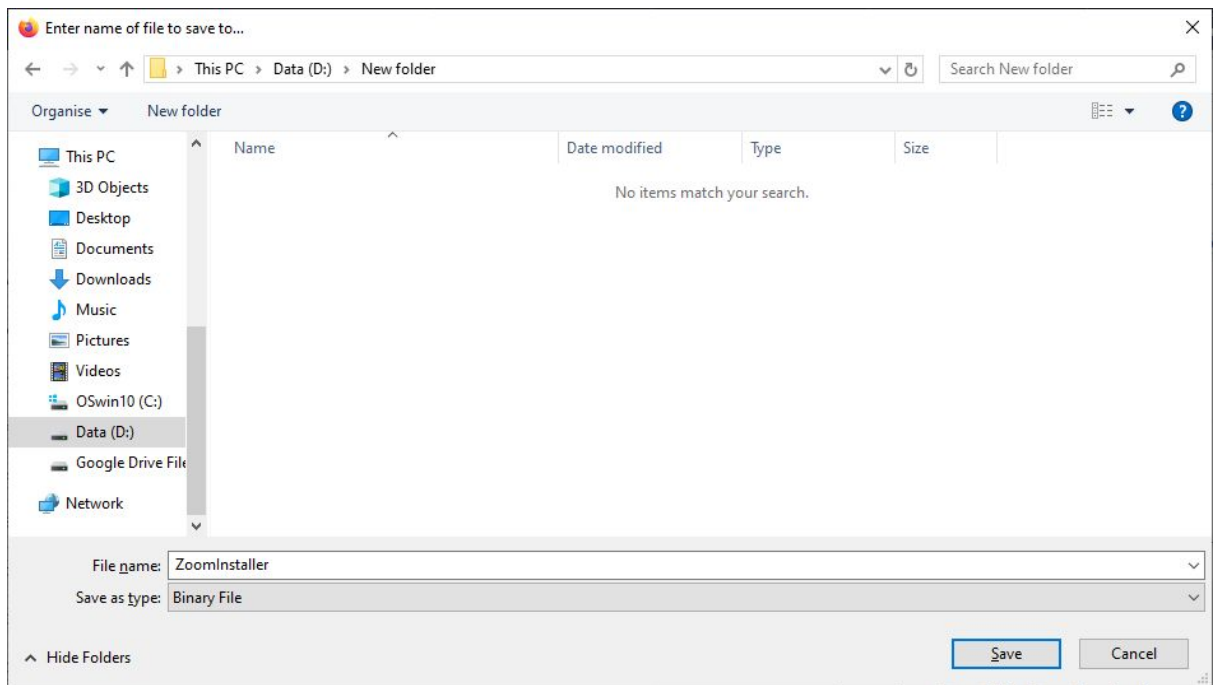 Enter name of file to save to...
This PC > Data (D:) > New folder
Search New folder
Organise
New folder
This PC
3D Objects
Desktop
Documents
Downloads
Music
Pictures
Videos
OSwin10 (C:)
Data (D:)
Google Drive File
Network
Name Date modified Type Size
No items match your search.
File name: ZoomInstaller
Save as type: Binary File
Hide Folders
Save
Cancel